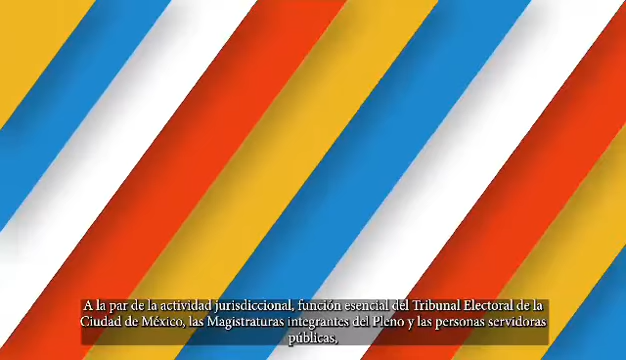 A la par de la actividad jurisdiccional, función esencial del Tribunal Electoral de la
Ciudad de México, las Magistraturas integrantes del Pleno y las personas servidoras
públicas,